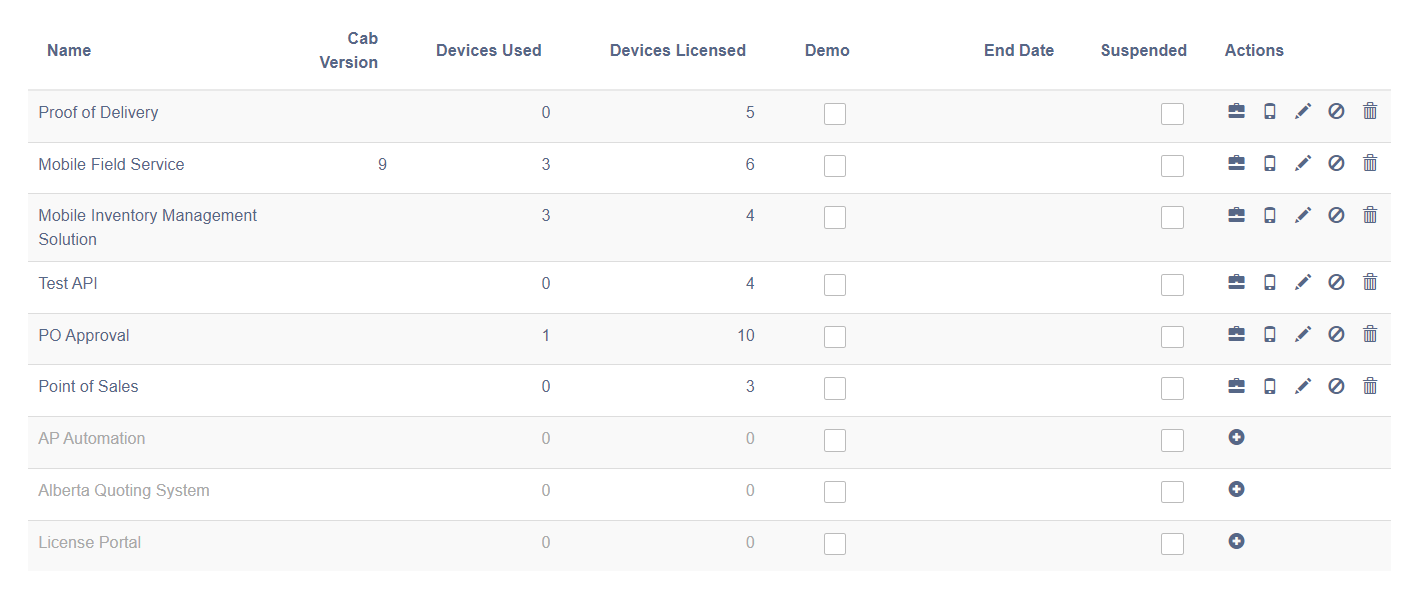 Name Cab Version Devices Used Devices Licensed Demo End Date Suspended Actions
Proof of Delivery 0 5
Mobile Field Service 9 3 6
Mobile Inventory Management 3 4
Solution
Test API 0 4
PO Approval 1 10
Point of Sales 0 3
AP Automation 0 0
Alberta Quoting System 0 0
License Portal 0 0